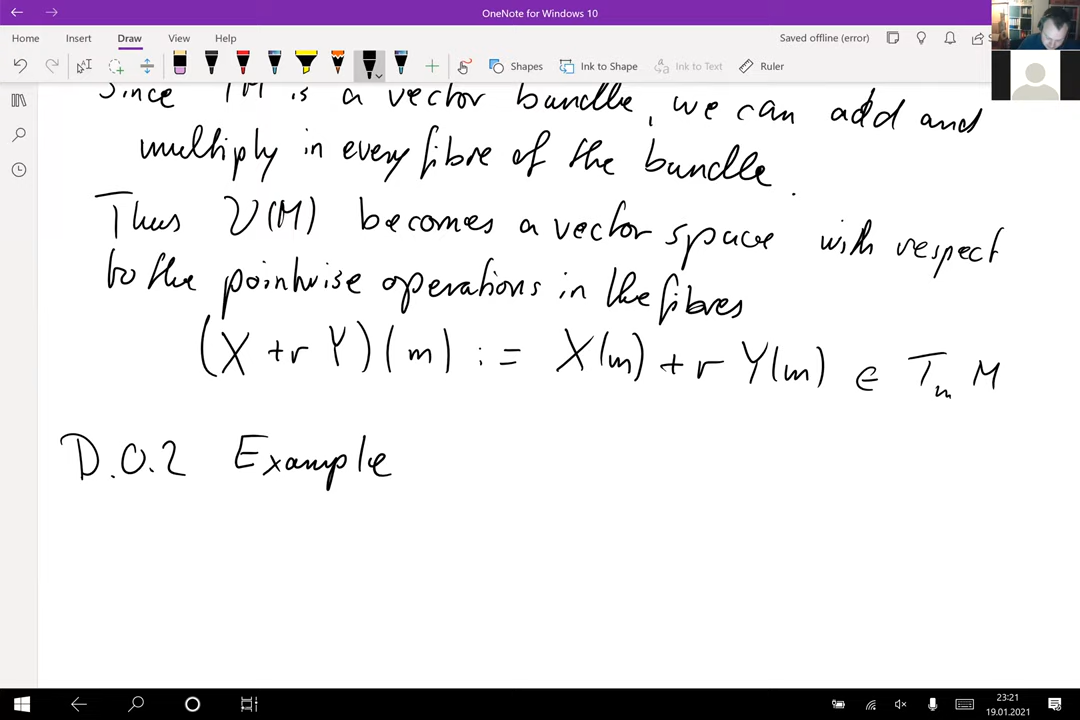 OneNote for Windows 10
Home Insert Draw View Help Saved offline (error)
Shapes Ink to Shape Ink to Text Ruler
Since TM is a vector bundle, we can add and
multiply in every fibre of the bundle.
Thus V(M) becomes a vector space with respect
to the pointwise operations in the fibres
(X + r Y)(m) := X(m) + r Y(m) ∈ T_m M
D.0.2 Example
23:21
19.01.2021